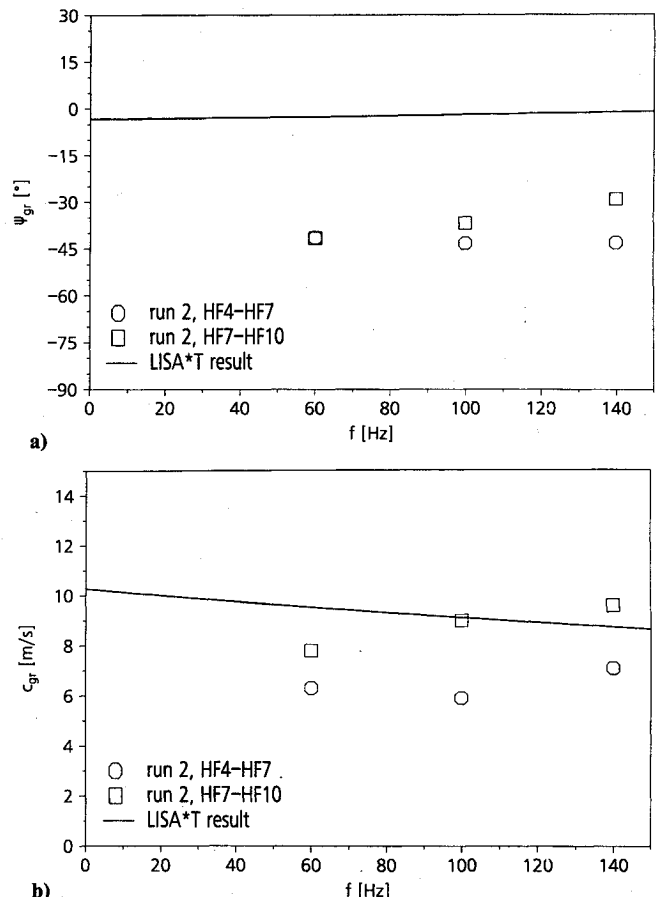 30
15
0
−15
−30
−45
−60
−75
−90
ψgr [°]
run 2, HF4−HF7
run 2, HF7−HF10
LISA*T result
0 20 40 60 80 100 120 140
f [Hz]
a)
14
12
10
8
6
4
2
0
cgr [m/s]
run 2, HF4−HF7
run 2, HF7−HF10
LISA*T result
0 20 40 60 80 100 120 140
f [Hz]
b)